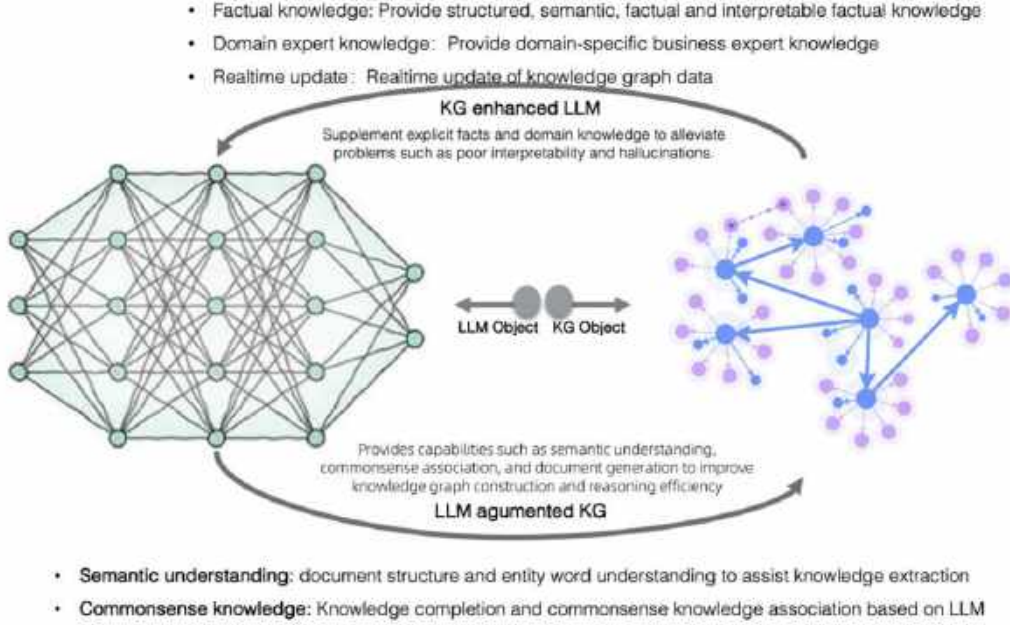 • Factual knowledge: Provide structured, semantic, factual and interpretable factual knowledge
• Domain expert knowledge: Provide domain-specific business expert knowledge
• Realtime update: Realtime update of knowledge graph data
KG enhanced LLM
Supplement explicit facts and domain knowledge to alleviate
problems such as poor interpretability and hallucinations.
LLM Object KG Object
Provides capabilities such as semantic understanding,
commonsense association, and document generation to improve
knowledge graph construction and reasoning efficiency
LLM agumented KG
• Semantic understanding: document structure and entity word understanding to assist knowledge extraction
• Commonsense knowledge: Knowledge completion and commonsense knowledge association based on LLM